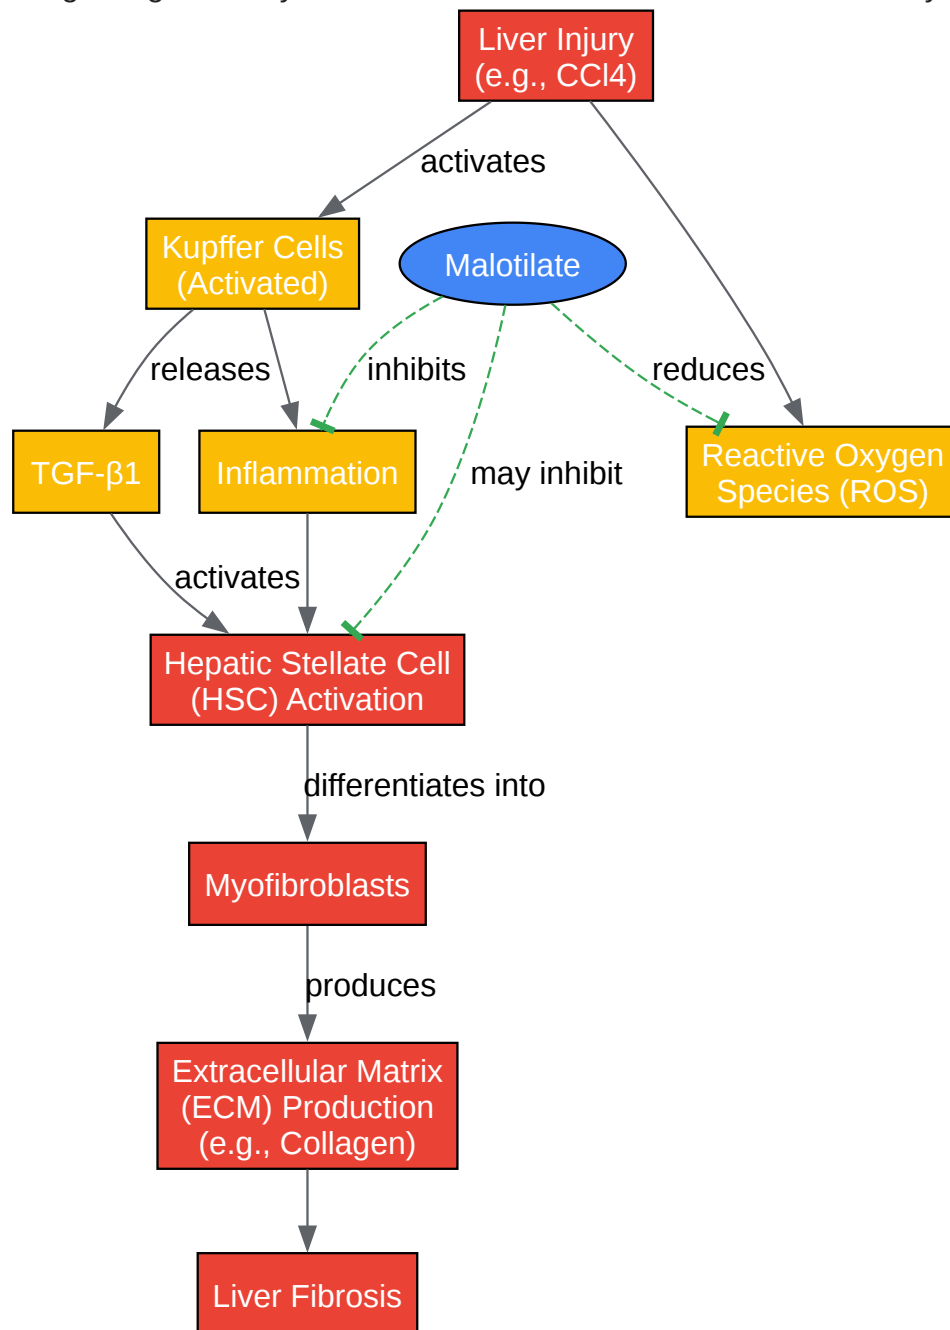 Liver Injury
(e.g., CCl4)
activates
Kupffer Cells
(Activated)
Malotilate
releases
inhibits
reduces
TGF-β1
Inflammation
may inhibit
Reactive Oxygen
Species (ROS)
activates
Hepatic Stellate Cell
(HSC) Activation
differentiates into
Myofibroblasts
produces
Extracellular Matrix
(ECM) Production
(e.g., Collagen)
Liver Fibrosis